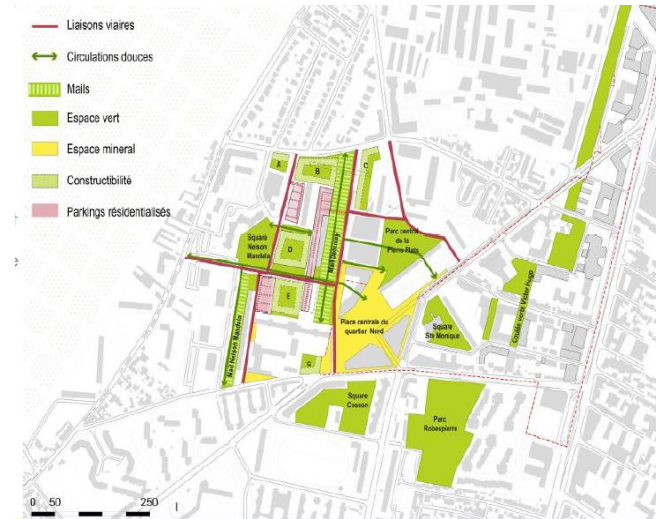 Liaisons viaires
Circulations douces
Mails
Espace vert
Espace mineral
Constructibilité
Parkings résidentialisés
A
B
C
Square
Nelson
Mandela
D
Mail
Parc central
de la
Pierre Plate
E
Mail Nelson Mandela
Place centrale du
quartier Nord
G
Square
Ste Monique
Coulée verte Victor Hugo
Square
Cosson
Parc
Robespierre
0 50 250